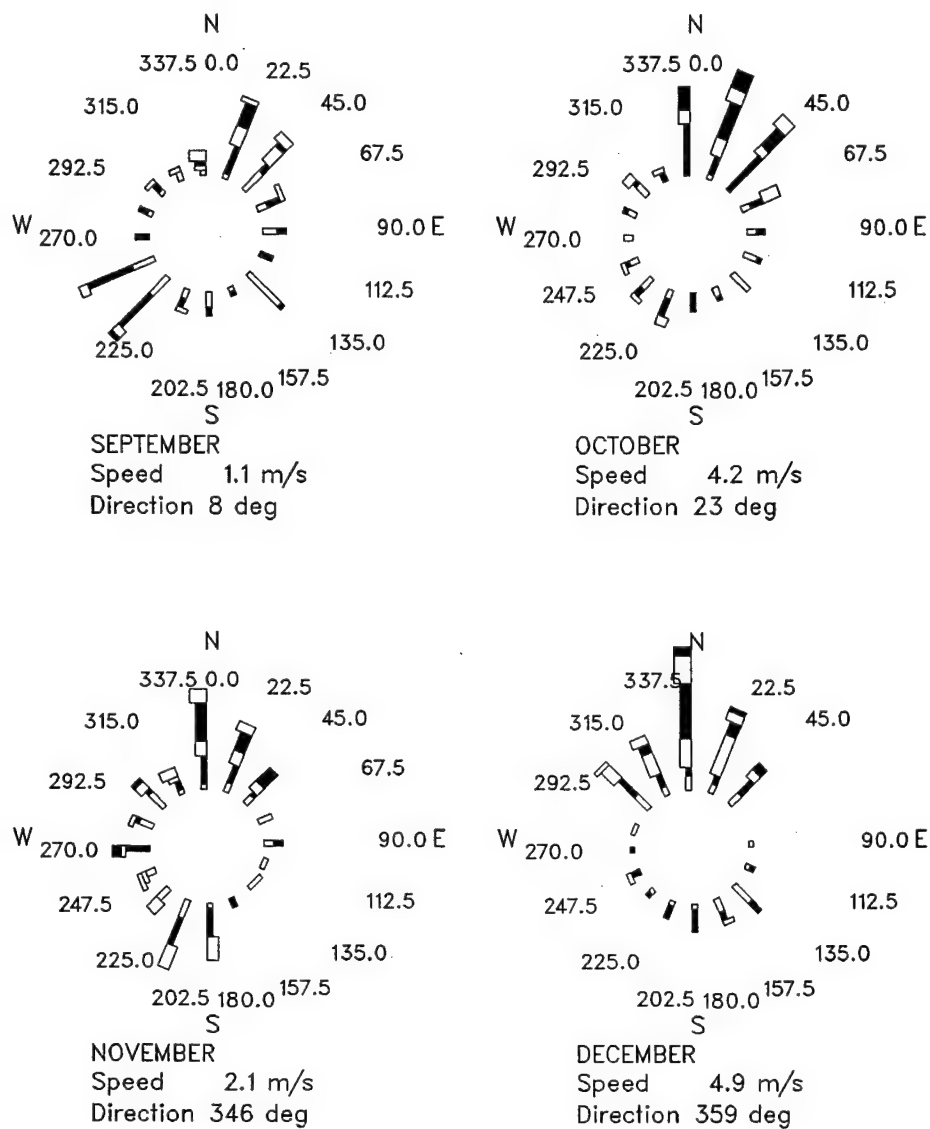 N
337.5 0.0
22.5
315.0
45.0
292.5
67.5
W 270.0
90.0 E
112.5
225.0
135.0
157.5
202.5 180.0
S
SEPTEMBER
Speed 1.1 m/s
Direction 8 deg
N
337.5 0.0
315.0
45.0
292.5
67.5
W 270.0
90.0 E
247.5
112.5
225.0
135.0
157.5
202.5 180.0
S
OCTOBER
Speed 4.2 m/s
Direction 23 deg
N
337.5 0.0
22.5
315.0
45.0
292.5
67.5
W 270.0
90.0 E
247.5
112.5
225.0
135.0
157.5
202.5 180.0
S
NOVEMBER
Speed 2.1 m/s
Direction 346 deg
N
337.5
22.5
315.0
45.0
292.5
W 270.0
90.0 E
247.5
112.5
225.0
135.0
157.5
202.5 180.0
S
DECEMBER
Speed 4.9 m/s
Direction 359 deg